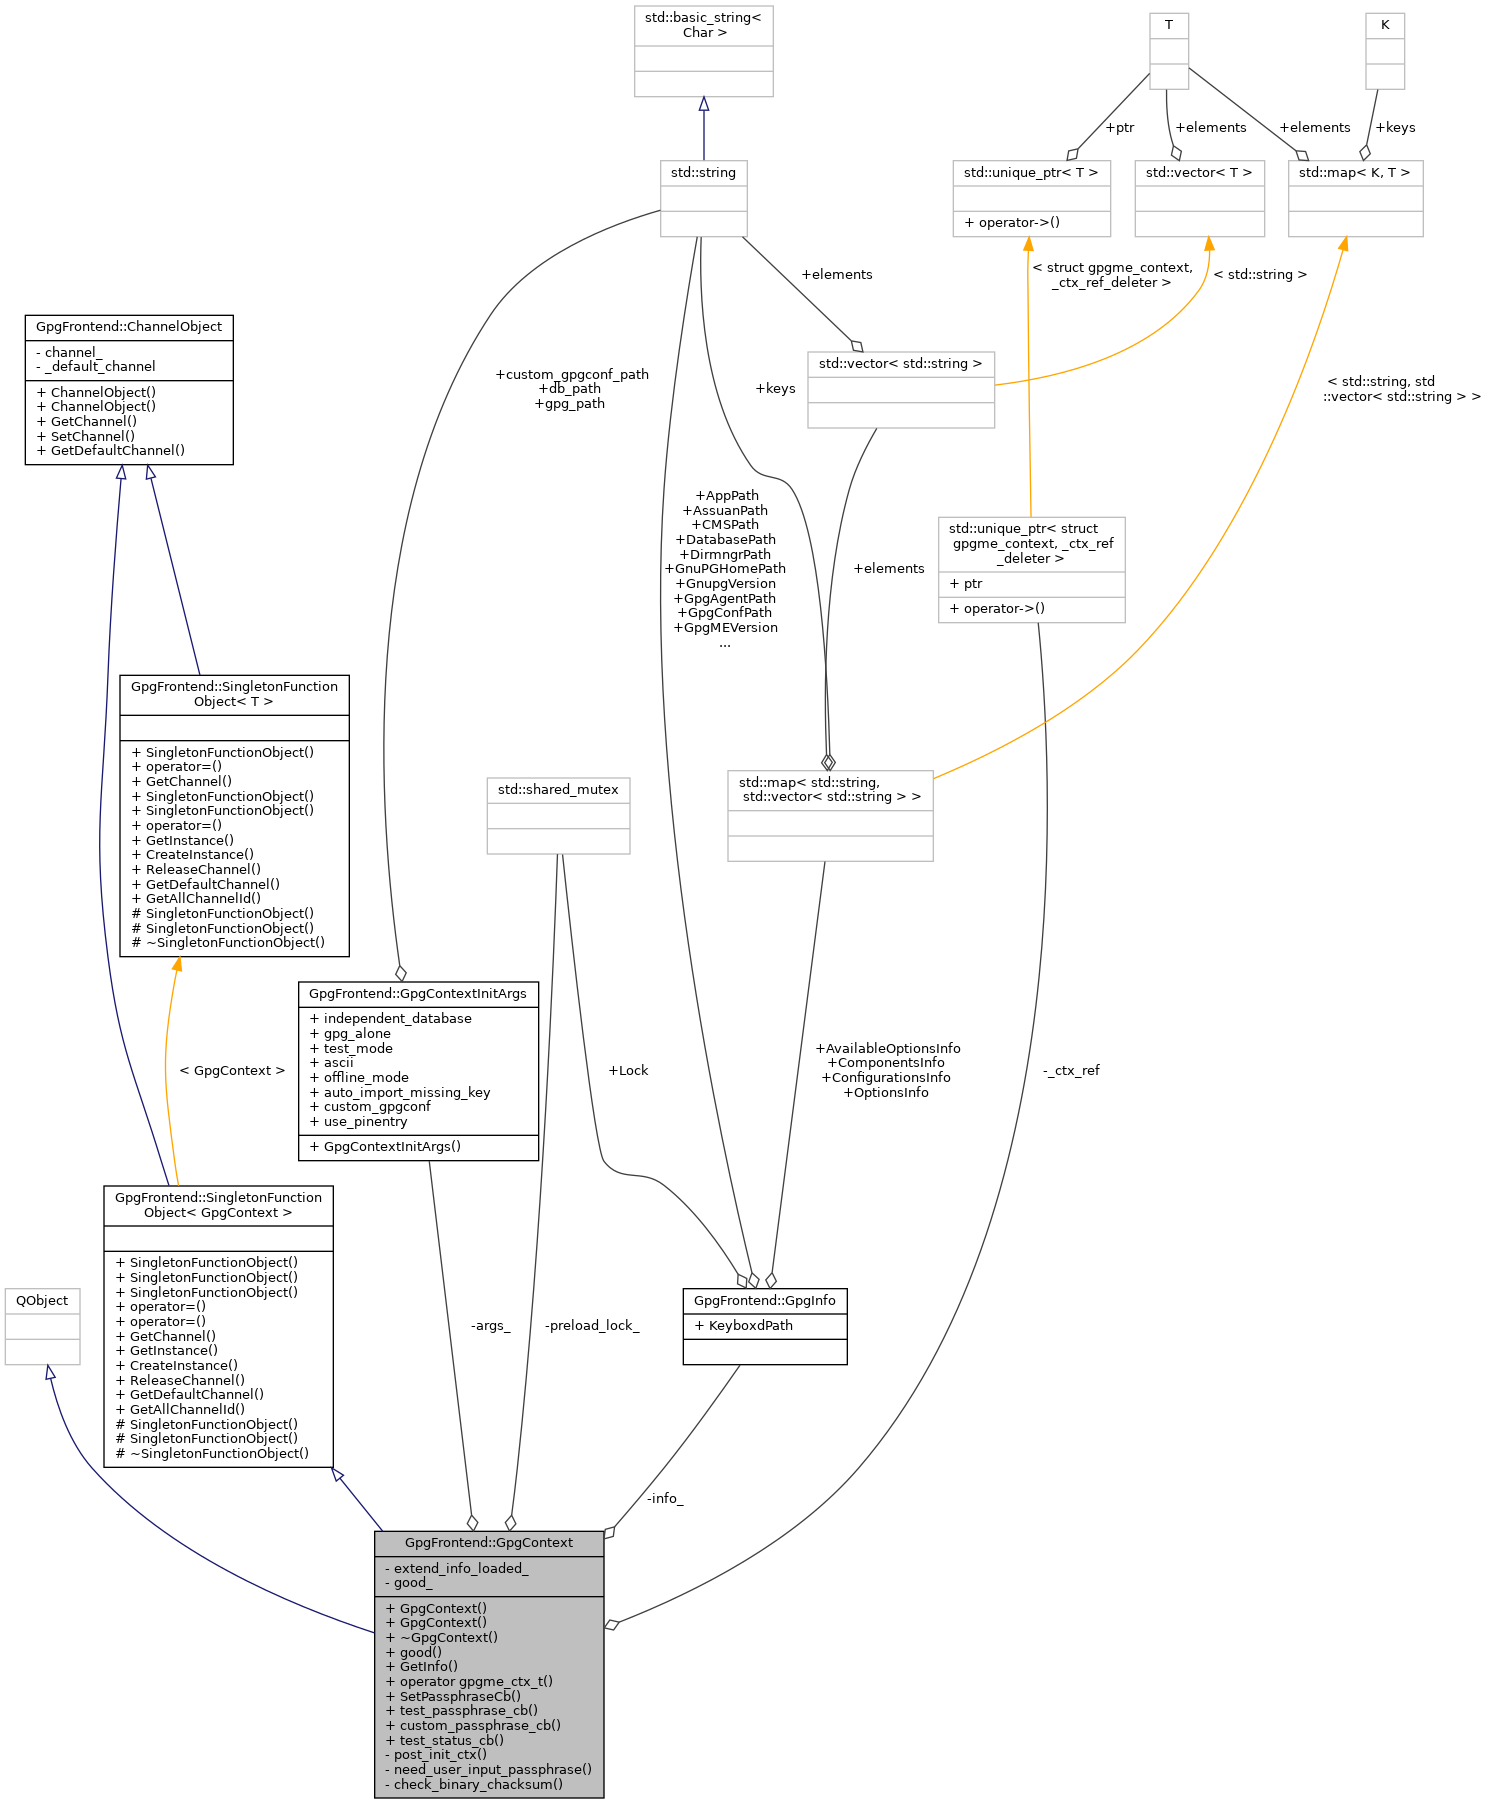 std::basic_string<
Char >
T
K
+ptr
+elements
+elements
+keys
std::string
std::unique_ptr< T >
+ operator->()
std::vector< T >
std::map< K, T >
< struct gpgme_context,
_ctx_ref_deleter >
< std::string >
+elements
GpgFrontend::ChannelObject
- channel_
- _default_channel
+ ChannelObject()
+ ChannelObject()
+ GetChannel()
+ SetChannel()
+ GetDefaultChannel()
+custom_gpgconf_path
+db_path
+gpg_path
+keys
std::vector< std::string >
< std::string, std
::vector< std::string > >
+AppPath
+AssuanPath
+CMSPath
+DatabasePath
+DirmngrPath
+GnuPGHomePath
+GnupgVersion
+GpgAgentPath
+GpgConfPath
+GpgMEVersion
...
+elements
std::unique_ptr< struct
gpgme_context, _ctx_ref
_deleter >
+ ptr
+ operator->()
GpgFrontend::SingletonFunction
Object< T >
+ SingletonFunctionObject()
+ operator=()
+ GetChannel()
+ SingletonFunctionObject()
+ SingletonFunctionObject()
+ operator=()
+ GetInstance()
+ CreateInstance()
+ ReleaseChannel()
+ GetDefaultChannel()
+ GetAllChannelId()
# SingletonFunctionObject()
# SingletonFunctionObject()
# ~SingletonFunctionObject()
std::shared_mutex
std::map< std::string,
std::vector< std::string > >
GpgFrontend::GpgContextInitArgs
+ independent_database
+ gpg_alone
+ test_mode
+ ascii
+ offline_mode
+ auto_import_missing_key
+ custom_gpgconf
+ use_pinentry
+ GpgContextInitArgs()
< GpgContext >
+Lock
+AvailableOptionsInfo
+ComponentsInfo
+ConfigurationsInfo
+OptionsInfo
-_ctx_ref
GpgFrontend::SingletonFunction
Object< GpgContext >
+ SingletonFunctionObject()
+ SingletonFunctionObject()
+ SingletonFunctionObject()
+ operator=()
+ operator=()
+ GetChannel()
+ GetInstance()
+ CreateInstance()
+ ReleaseChannel()
+ GetDefaultChannel()
+ GetAllChannelId()
# SingletonFunctionObject()
# SingletonFunctionObject()
# ~SingletonFunctionObject()
QObject
-args_
-preload_lock_
GpgFrontend::GpgInfo
+ KeyboxdPath
-info_
GpgFrontend::GpgContext
- extend_info_loaded_
- good_
+ GpgContext()
+ GpgContext()
+ ~GpgContext()
+ good()
+ GetInfo()
+ operator gpgme_ctx_t()
+ SetPassphraseCb()
+ test_passphrase_cb()
+ custom_passphrase_cb()
+ test_status_cb()
- post_init_ctx()
- need_user_input_passphrase()
- check_binary_chacksum()